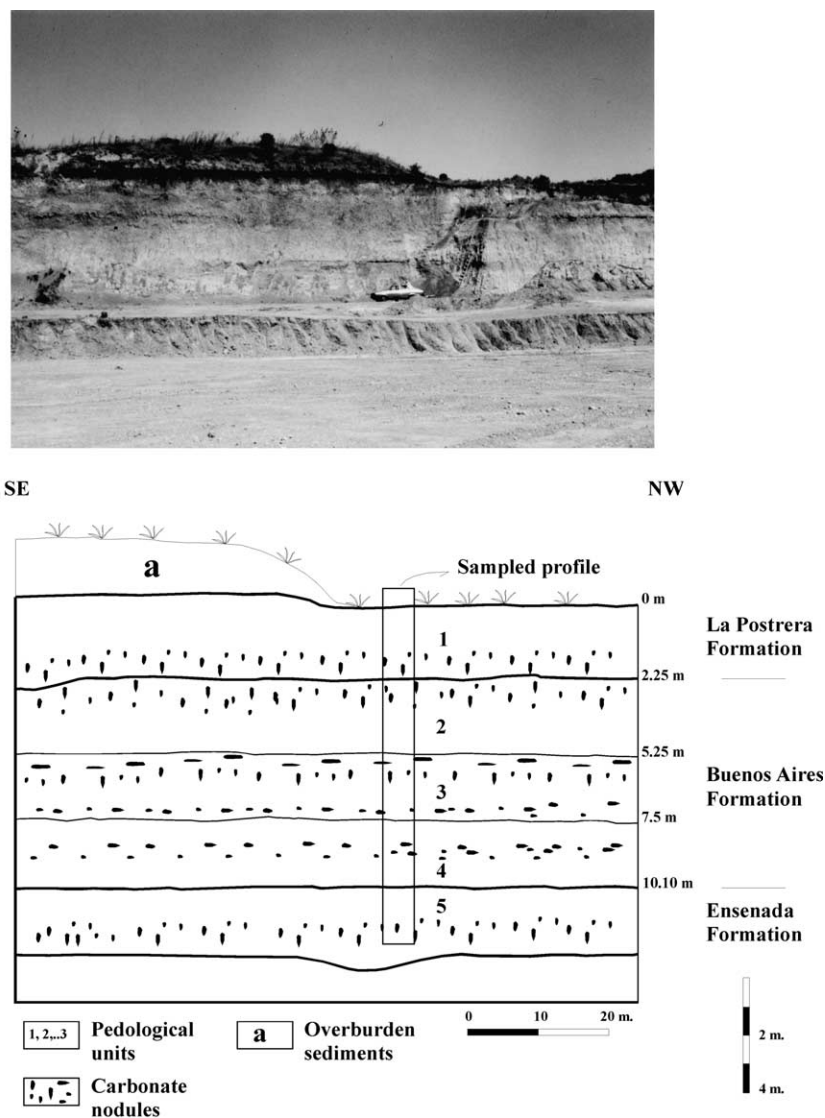 SE
NW
a
Sampled profile
0 m
1
La Postrera
Formation
2.25 m
2
5.25 m
3
Buenos Aires
Formation
7.5 m
4
10.10 m
5
Ensenada
Formation
1, 2,..3
Pedological
units
a
Overburden
sediments
0 10 20 m.
2 m.
4 m.
Carbonate
nodules